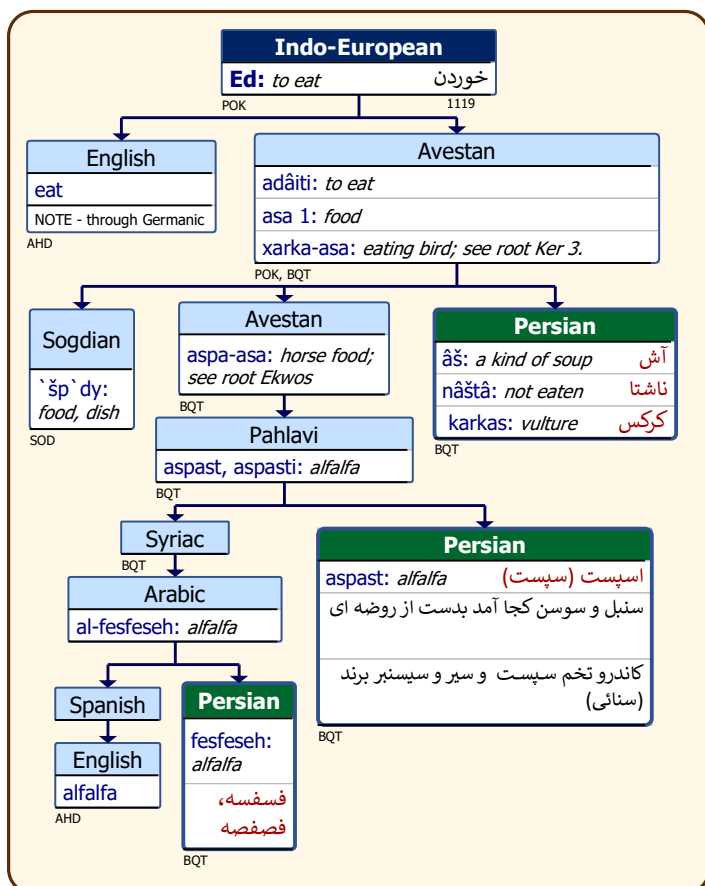 Indo-European
Ed: to eat خوردن
POK 1119
English
eat
NOTE - through Germanic
AHD
Avestan
adâiti: to eat
asa 1: food
xarka-asa: eating bird; see root Ker 3.
POK, BQT
Sogdian
`šp`dy:
food, dish
SOD
Avestan
aspa-asa: horse food;
see root Ekwos
BQT
Persian
âš: a kind of soup آش
nâštâ: not eaten ناشتا
karkas: vulture کرکس
BQT
Pahlavi
aspast, aspasti: alfalfa
BQT
Syriac
BQT
Arabic
al-fesfeseh: alfalfa
Persian
aspast: alfalfa اسپست (سپست)
سنبل و سوسن کجا آمد بدست از روضه ای
کاندرو تخم سپست و سیر و سیسنبر برند
(سنائی)
BQT
Spanish
English
alfalfa
AHD
Persian
fesfeseh:
alfalfa
فسفسه،
فصفصه
BQT